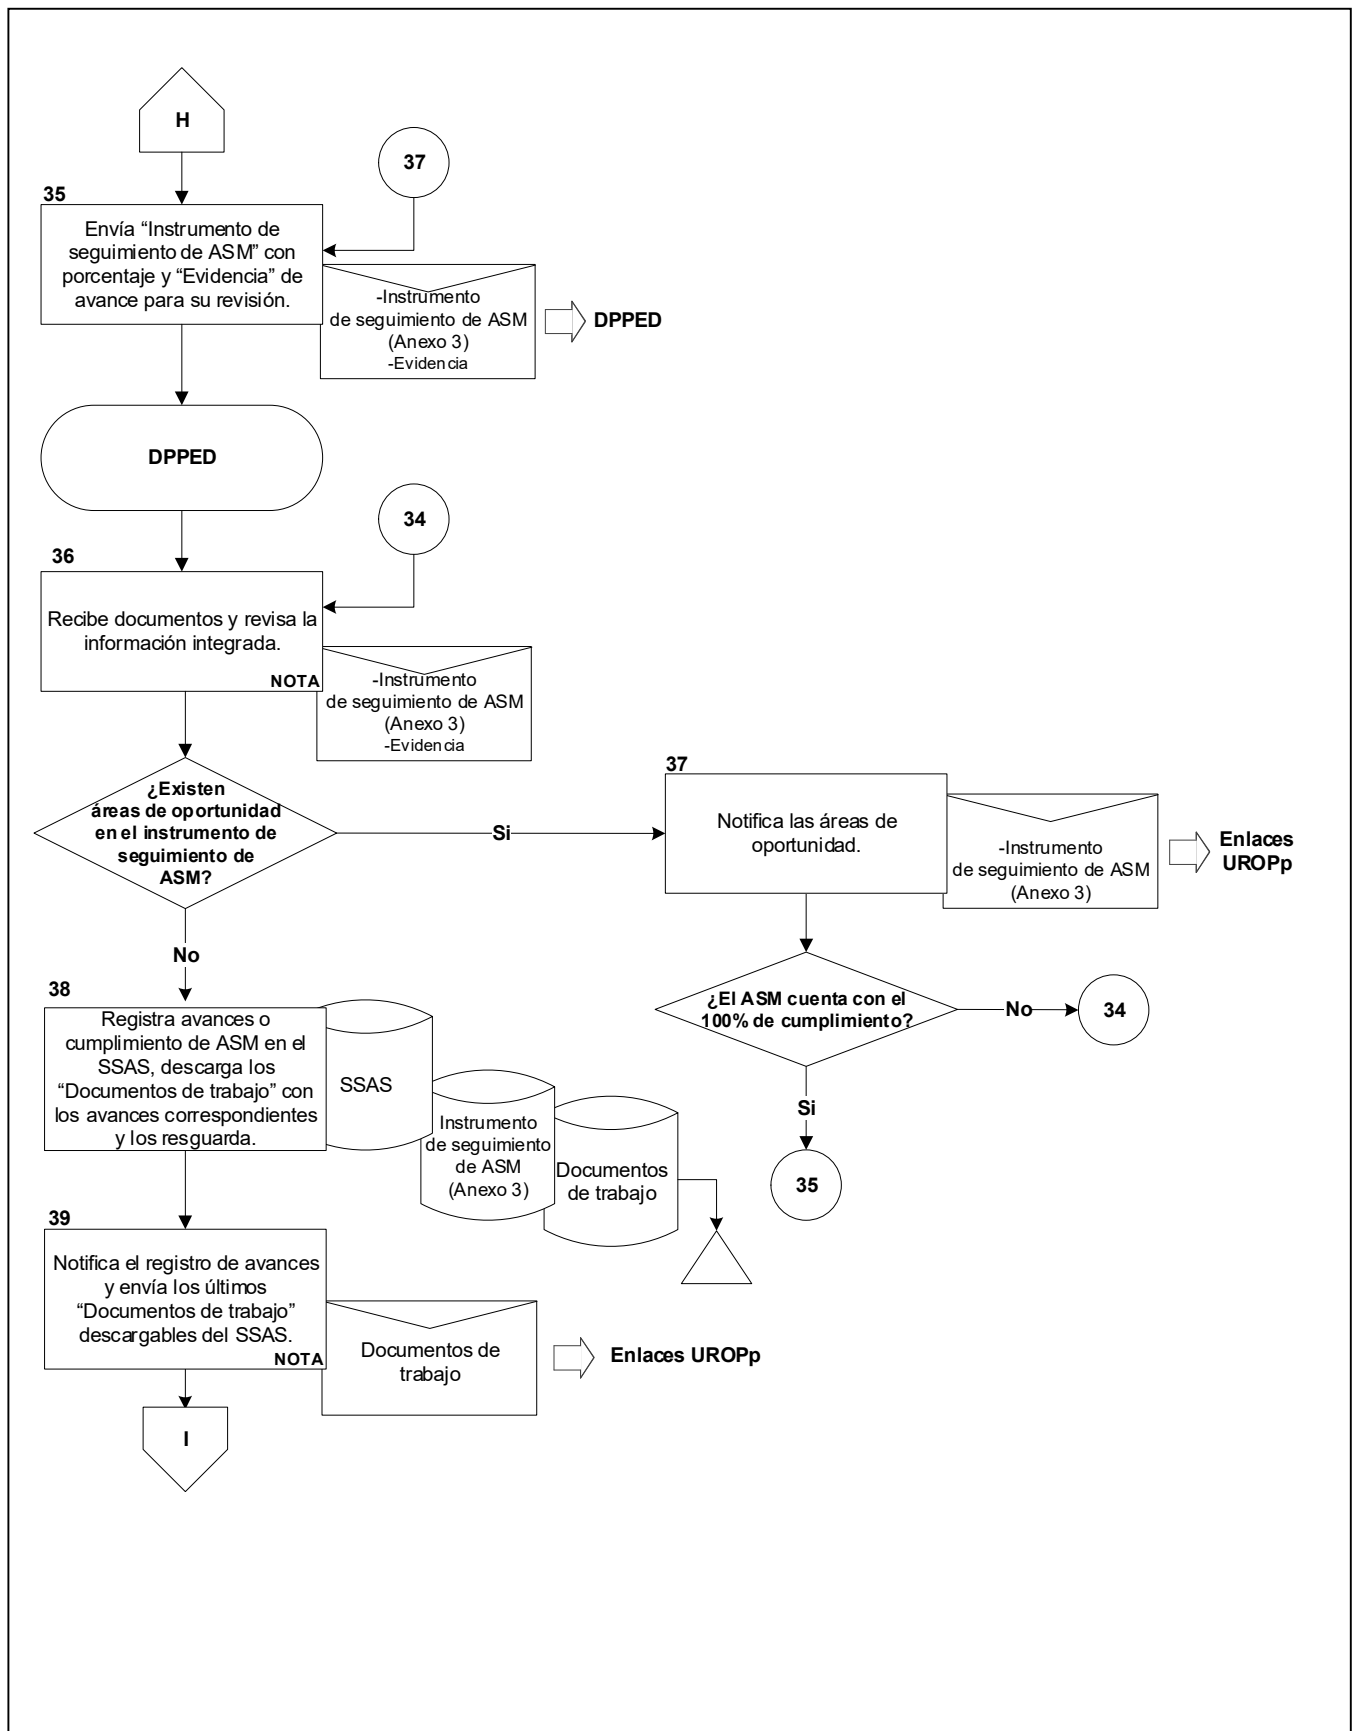 H
37
35
Envía “Instrumento de
seguimiento de ASM” con
porcentaje y “Evidencia” de
avance para su revisión.
-Instrumento
de seguimiento de ASM
(Anexo 3)
-Evidencia
DPPED
DPPED
34
36
Recibe documentos y revisa la
información integrada.
NOTA
-Instrumento
de seguimiento de ASM
(Anexo 3)
-Evidencia
¿Existen
áreas de oportunidad
en el instrumento de
seguimiento de
ASM?
Si
37
Notifica las áreas de
oportunidad.
-Instrumento
de seguimiento de ASM
(Anexo 3)
Enlaces
UROPp
No
¿El ASM cuenta con el
100% de cumplimiento?
No
34
Si
35
38
Registra avances o
cumplimiento de ASM en el
SSAS, descarga los
“Documentos de trabajo” con
los avances correspondientes
y los resguarda.
SSAS
Instrumento
de seguimiento
de ASM
(Anexo 3)
Documentos
de trabajo
39
Notifica el registro de avances
y envía los últimos
“Documentos de trabajo”
descargables del SSAS.
NOTA
Documentos de
trabajo
Enlaces UROPp
I